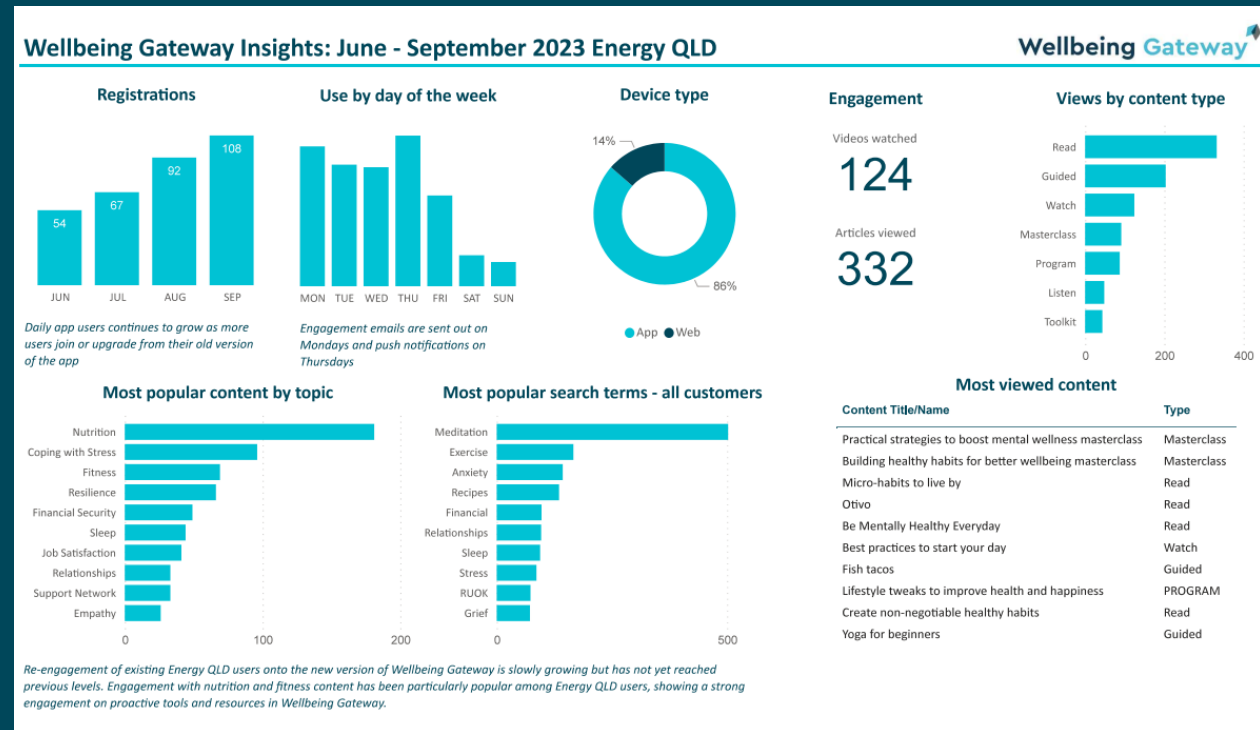 Wellbeing Gateway Insights: June - September 2023 Energy QLD
Wellbeing Gateway
Registrations
54
67
92
108
JUN
JUL
AUG
SEP
Daily app users continues to grow as more
users join or upgrade from their old version
of the app
Use by day of the week
MON
TUE
WED
THU
FRI
SAT
SUN
Engagement emails are sent out on
Mondays and push notifications on
Thursdays
Device type
14%
86%
App
Web
Engagement
Videos watched
124
Articles viewed
332
Views by content type
Read
Guided
Watch
Masterclass
Program
Listen
Toolkit
0
200
400
Most popular content by topic
Nutrition
Coping with Stress
Fitness
Resilience
Financial Security
Sleep
Job Satisfaction
Relationships
Support Network
Empathy
0
100
200
Most popular search terms - all customers
Meditation
Exercise
Anxiety
Recipes
Financial
Relationships
Sleep
Stress
RUOK
Grief
0
500
Most viewed content
Content Title/Name Type
Practical strategies to boost mental wellness masterclass Masterclass
Building healthy habits for better wellbeing masterclass Masterclass
Micro-habits to live by Read
Otivo Read
Be Mentally Healthy Everyday Read
Best practices to start your day Watch
Fish tacos Guided
Lifestyle tweaks to improve health and happiness PROGRAM
Create non-negotiable healthy habits Read
Yoga for beginners Guided
Re-engagement of existing Energy QLD users onto the new version of Wellbeing Gateway is slowly growing but has not yet reached
previous levels. Engagement with nutrition and fitness content has been particularly popular among Energy QLD users, showing a strong
engagement on proactive tools and resources in Wellbeing Gateway.